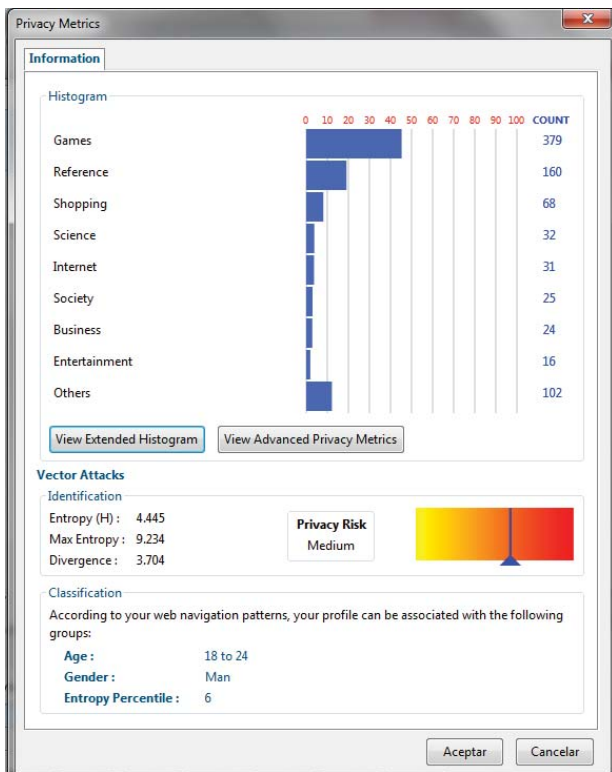 Privacy Metrics
Information
Histogram
0 10 20 30 40 50 60 70 80 90 100 COUNT
Games 379
Reference 160
Shopping 68
Science 32
Internet 31
Society 25
Business 24
Entertainment 16
Others 102
View Extended Histogram View Advanced Privacy Metrics
Vector Attacks
Identification
Entropy (H) : 4.445
Max Entropy : 9.234
Divergence : 3.704
Privacy Risk
Medium
Classification
According to your web navigation patterns, your profile can be associated with the following
groups:
Age : 18 to 24
Gender : Man
Entropy Percentile : 6
Aceptar Cancelar